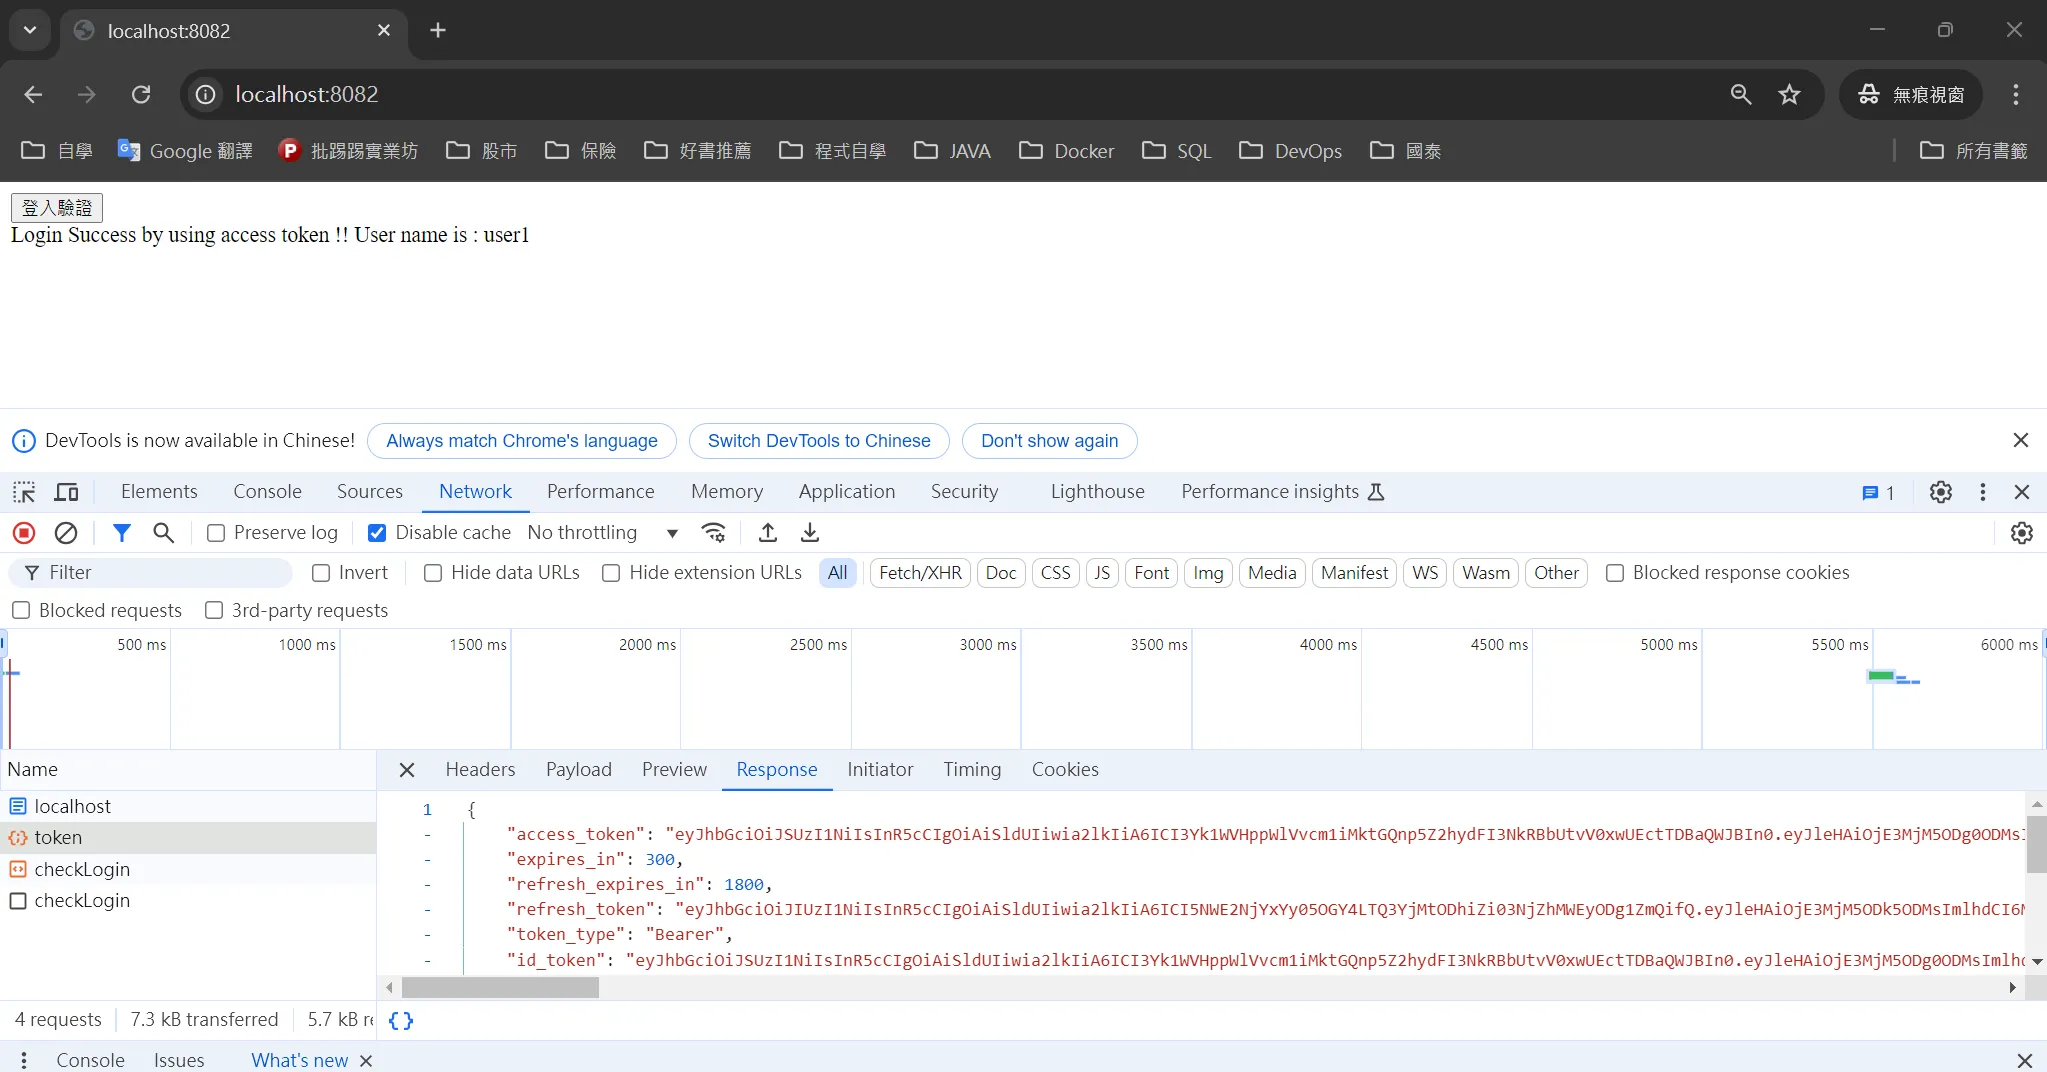 localhost:8082
localhost:8082 無痕視窗
自學 Google 翻譯 批踢踢實業坊 股市 保險 好書推薦 程式自學 JAVA Docker SQL DevOps 國泰 所有書籤
登入驗證
Login Success by using access token !! User name is : user1
DevTools is now available in Chinese! Always match Chrome's language Switch DevTools to Chinese Don't show again
Elements Console Sources Network Performance Memory Application Security Lighthouse Performance insights 1
Preserve log Disable cache No throttling
Filter Invert Hide data URLs Hide extension URLs All Fetch/XHR Doc CSS JS Font Img Media Manifest WS Wasm Other Blocked response cookies
Blocked requests 3rd-party requests
500 ms 1000 ms 1500 ms 2000 ms 2500 ms 3000 ms 3500 ms 4000 ms 4500 ms 5000 ms 5500 ms 6000 ms
Name Headers Payload Preview Response Initiator Timing Cookies
localhost
token
checkLogin
checkLogin
1 {
- "access_token":
- "expires_in": 300,
- "refresh_expires_in": 1800,
- "refresh_token":
- "token_type": "Bearer",
- "id_token":
4 requests 7.3 kB transferred 5.7 kB {}
Console Issues What's new